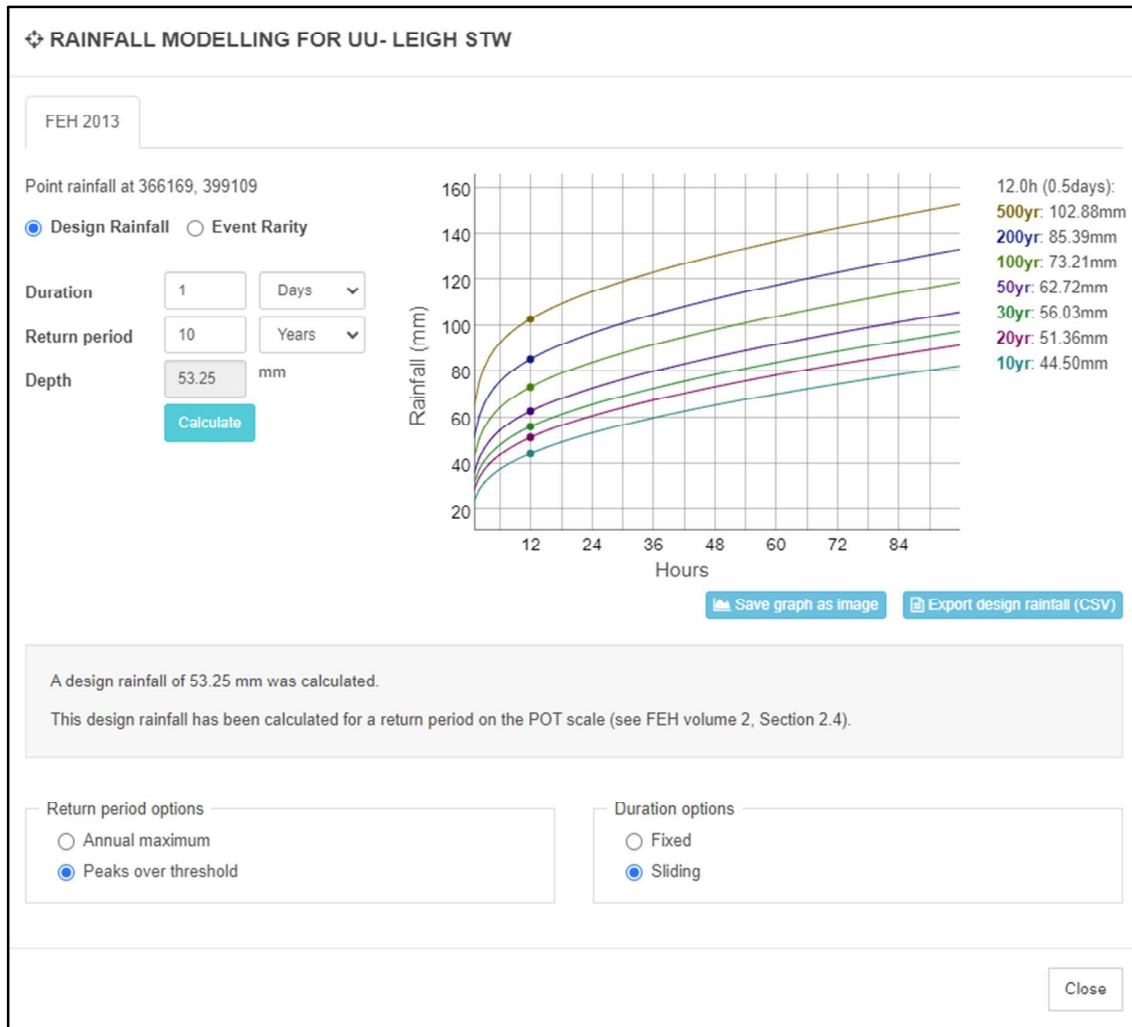 RAINFALL MODELLING FOR UU- LEIGH STW
FEH 2013
Point rainfall at 366169, 399109
Design Rainfall Event Rarity
Duration 1 Days
Return period 10 Years
Depth 53.25 mm
Calculate
Rainfall (mm)
160
140
120
100
80
60
40
20
12 24 36 48 60 72 84
Hours
12.0h (0.5days):
500yr: 102.88mm
200yr: 85.39mm
100yr: 73.21mm
50yr: 62.72mm
30yr: 56.03mm
20yr: 51.36mm
10yr: 44.50mm
Save graph as image Export design rainfall (CSV)
A design rainfall of 53.25 mm was calculated.
This design rainfall has been calculated for a return period on the POT scale (see FEH volume 2, Section 2.4).
Return period options
Annual maximum
Peaks over threshold
Duration options
Fixed
Sliding
Close